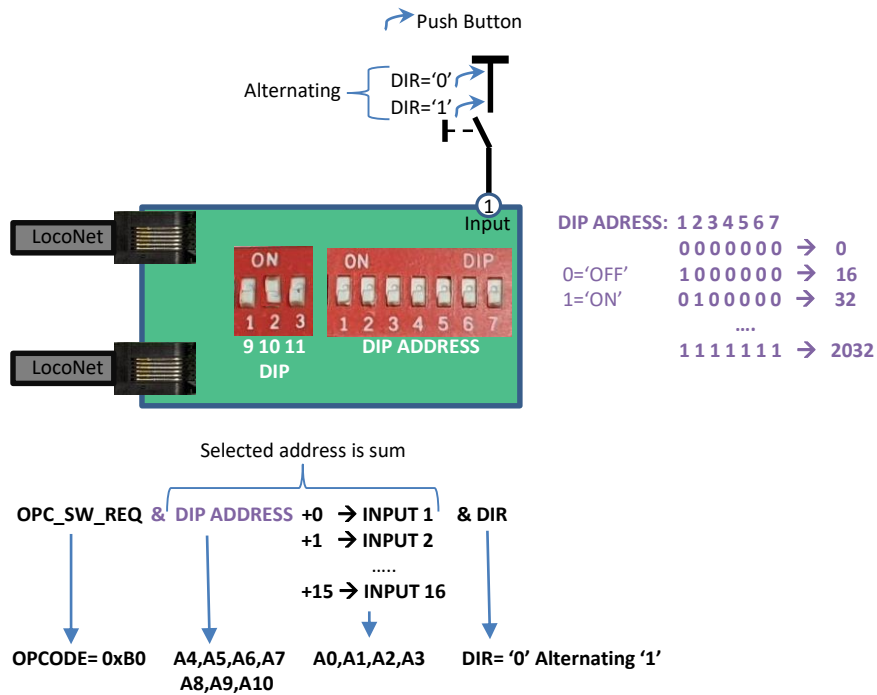 Push Button
Alternating
DIR=‘0’
DIR=‘1’
1
Input
LocoNet
LocoNet
ON
1 2 3
9 10 11
DIP
ON DIP
1 2 3 4 5 6 7
DIP ADDRESS
DIP ADRESS: 1 2 3 4 5 6 7
0 0 0 0 0 0 0 → 0
0=‘OFF’ 1 0 0 0 0 0 0 → 16
1=‘ON’ 0 1 0 0 0 0 0 → 32
….
1 1 1 1 1 1 1 → 2032
Selected address is sum
OPC_SW_REQ & DIP ADDRESS +0 → INPUT 1 & DIR
+1 → INPUT 2
…..
+15 → INPUT 16
OPCODE= 0xB0 A4,A5,A6,A7 A0,A1,A2,A3 DIR= ‘0’ Alternating ‘1’
A8,A9,A10